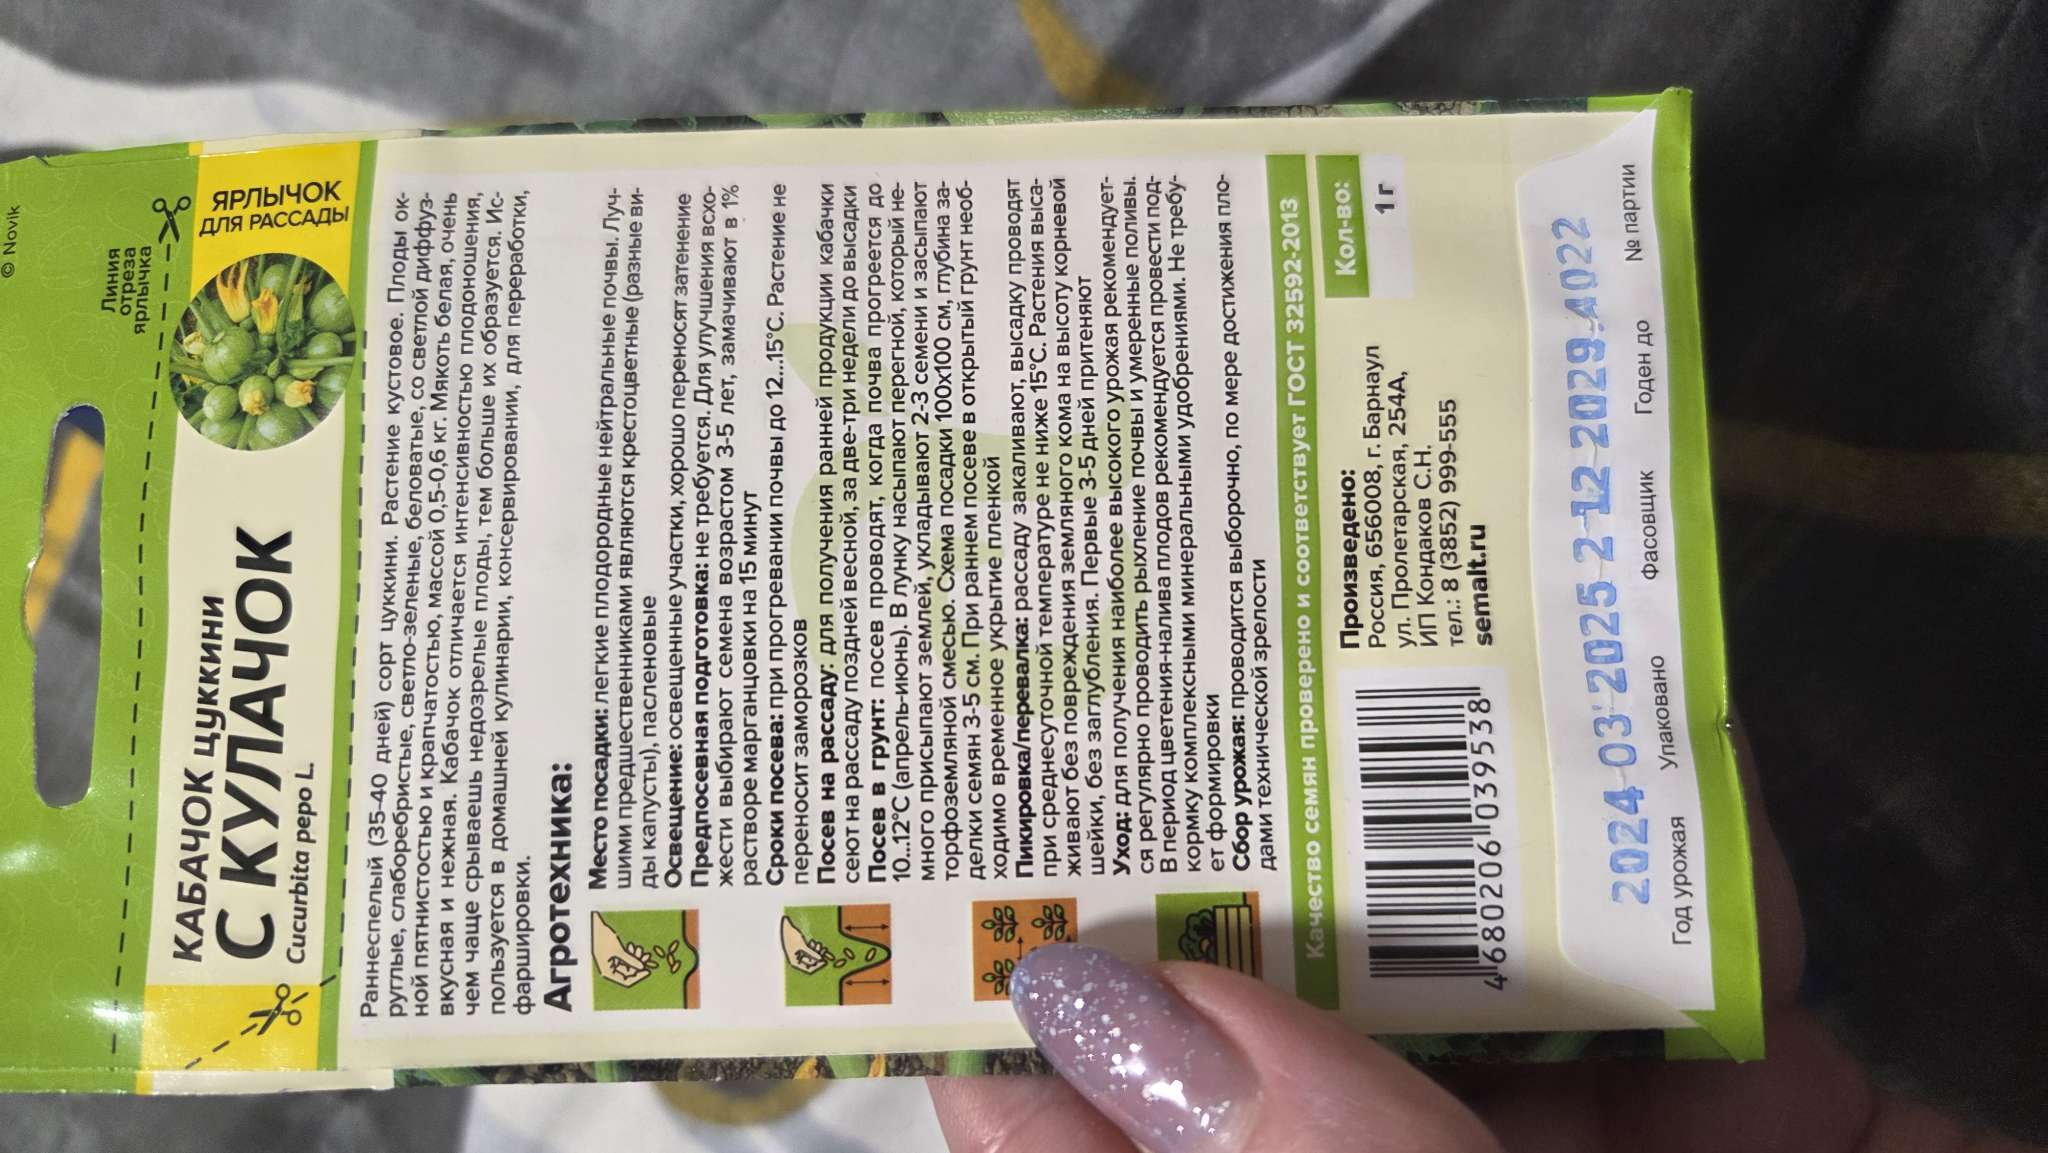 © Novik
Линия
отреза
ярлычка
КАБАЧОК ЦУККИНИ
С КУЛАЧОК
Cucurbita pepo L.
ЯРЛЫЧОК
ДЛЯ РАССАДЫ
Раннеспелый (35-40 дней) сорт цуккини. Растение кустовое. Плоды ок-
руглые, слаборебристые, светло-зеленые, беловатые, со светлой диффуз-
ной пятнистостью и крапчатостью, массой 0,5-0,6 кг. Мякоть белая, очень
вкусная и нежная. Кабачок отличается интенсивностью плодоношения,
чем чаще срываешь недозрелые плоды, тем больше их образуется. Ис-
пользуется в домашней кулинарии, консервировании, для переработки,
фаршировки.
Агротехника:
Место посадки: легкие плодородные нейтральные почвы. Луч-
шими предшественниками являются крестоцветные (разные ви-
ды капусты), пасленовые
Освещение: освещенные участки, хорошо переносят затенение
Предпосевная подготовка: не требуется. Для улучшения всхо-
жести выбирают семена возрастом 3-5 лет, замачивают в 1%
растворе марганцовки на 15 минут
Сроки посева: при прогревании почвы до 12...15°С. Растение не
переносит заморозков
Посев на рассаду: для получения ранней продукции кабачки
сеют на рассаду поздней весной, за две-три недели до высадки
Посев в грунт: посев проводят, когда почва прогреется до
10...12°С (апрель-июнь). В лунку насыпают перегной, который не-
много присыпают землей, укладывают 2-3 семени и засыпают
торфоземляной смесью. Схема посадки 100х100 см, глубина за-
делки семян 3-5 см. При раннем посеве в открытый грунт необ-
ходимо временное укрытие пленкой
Пикировка/перевалка: рассаду закаливают, высадку проводят
при среднесуточной температуре не ниже 15°С. Растения выса-
живают без повреждения земляного кома на высоту корневой
шейки, без заглубления. Первые 3-5 дней притеняют
Уход: для получения наиболее высокого урожая рекомендует-
ся регулярно проводить рыхление почвы и умеренные поливы.
В период цветения-налива плодов рекомендуется провести под-
кормку комплексными минеральными удобрениями. Не требу-
ет формировки
Сбор урожая: проводится выборочно, по мере достижения пло-
дами технической зрелости
Качество семян проверено и соответствует ГОСТ 32592-2013
4 680206 039538
Произведено:
Россия, 656008, г. Барнаул
ул. Пролетарская, 254А,
ИП Кондаков С.Н.
тел.: 8 (3852) 999-555
semalt.ru
Кол-во:
1 г
2024 03 2025 2 12 2029 4022
Год урожая Упаковано фасовщик Годен до № партии